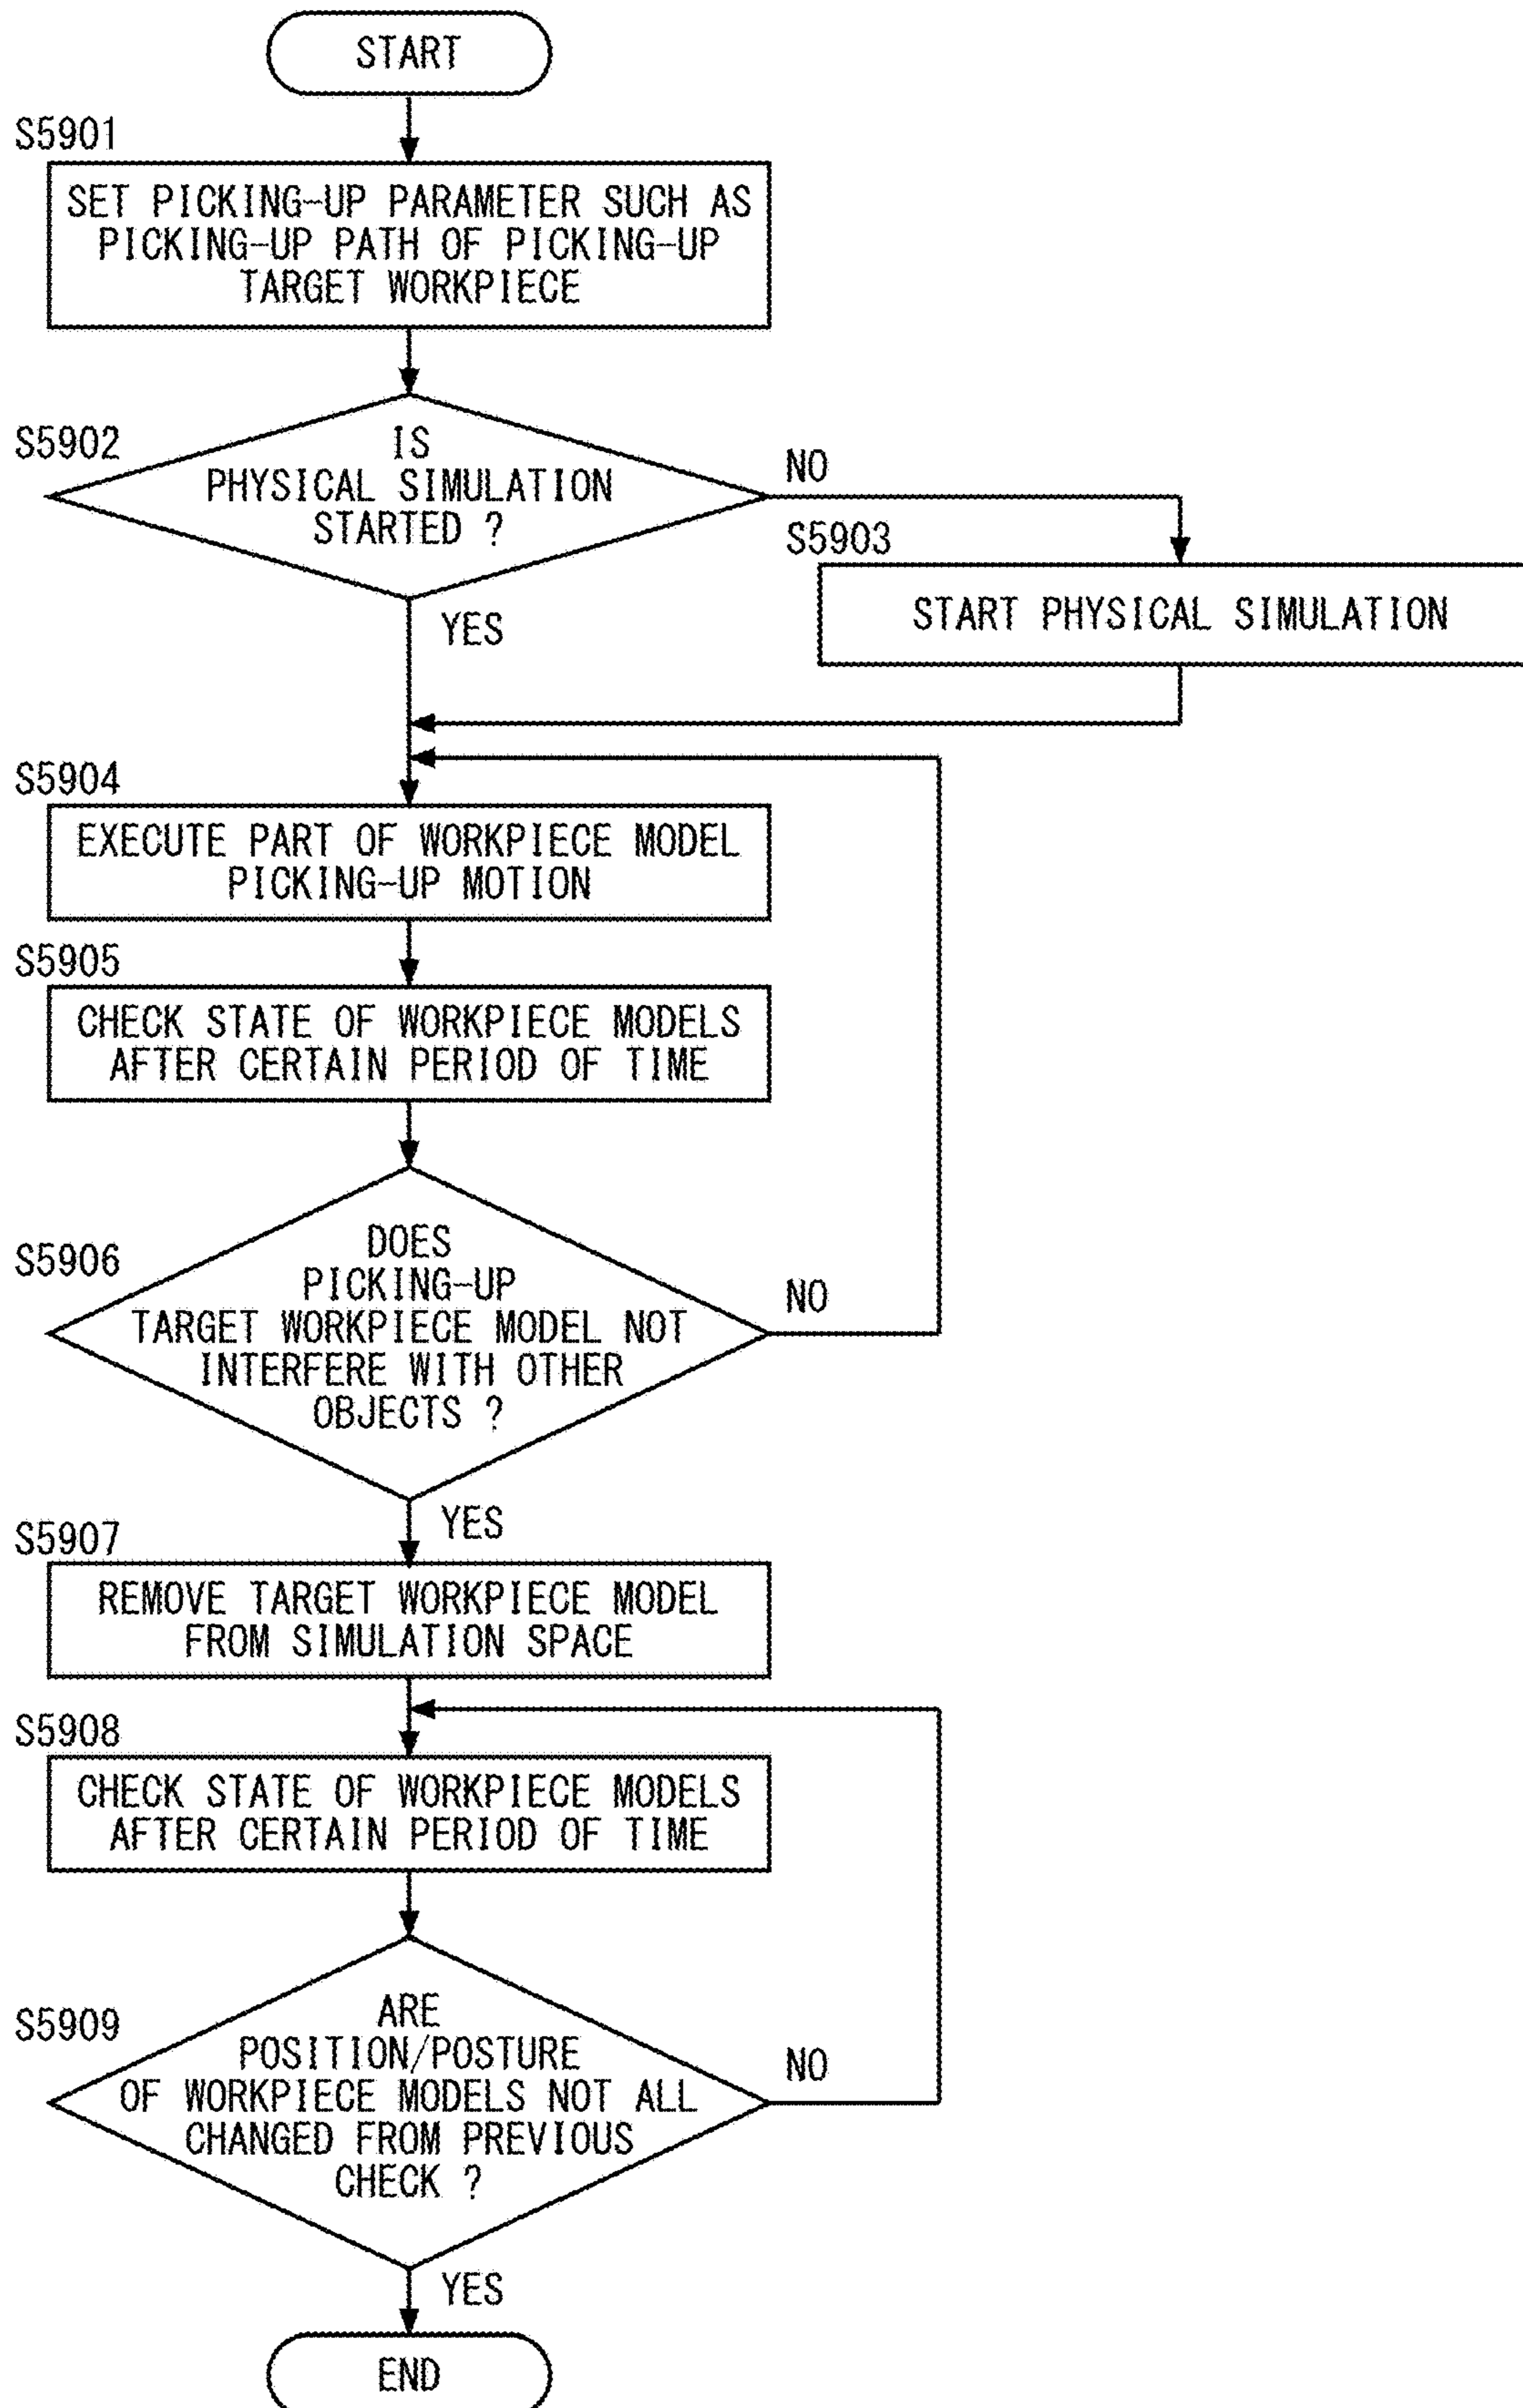 START
S5901
SET PICKING-UP PARAMETER SUCH AS
PICKING-UP PATH OF PICKING-UP
TARGET WORKPIECE
S5902
IS
PHYSICAL SIMULATION
STARTED ?
NO
S5903
START PHYSICAL SIMULATION
YES
S5904
EXECUTE PART OF WORKPIECE MODEL
PICKING-UP MOTION
S5905
CHECK STATE OF WORKPIECE MODELS
AFTER CERTAIN PERIOD OF TIME
S5906
DOES
PICKING-UP
TARGET WORKPIECE MODEL NOT
INTERFERE WITH OTHER
OBJECTS ?
NO
YES
S5907
REMOVE TARGET WORKPIECE MODEL
FROM SIMULATION SPACE
S5908
CHECK STATE OF WORKPIECE MODELS
AFTER CERTAIN PERIOD OF TIME
S5909
ARE
POSITION/POSTURE
OF WORKPIECE MODELS NOT ALL
CHANGED FROM PREVIOUS
CHECK ?
NO
YES
END